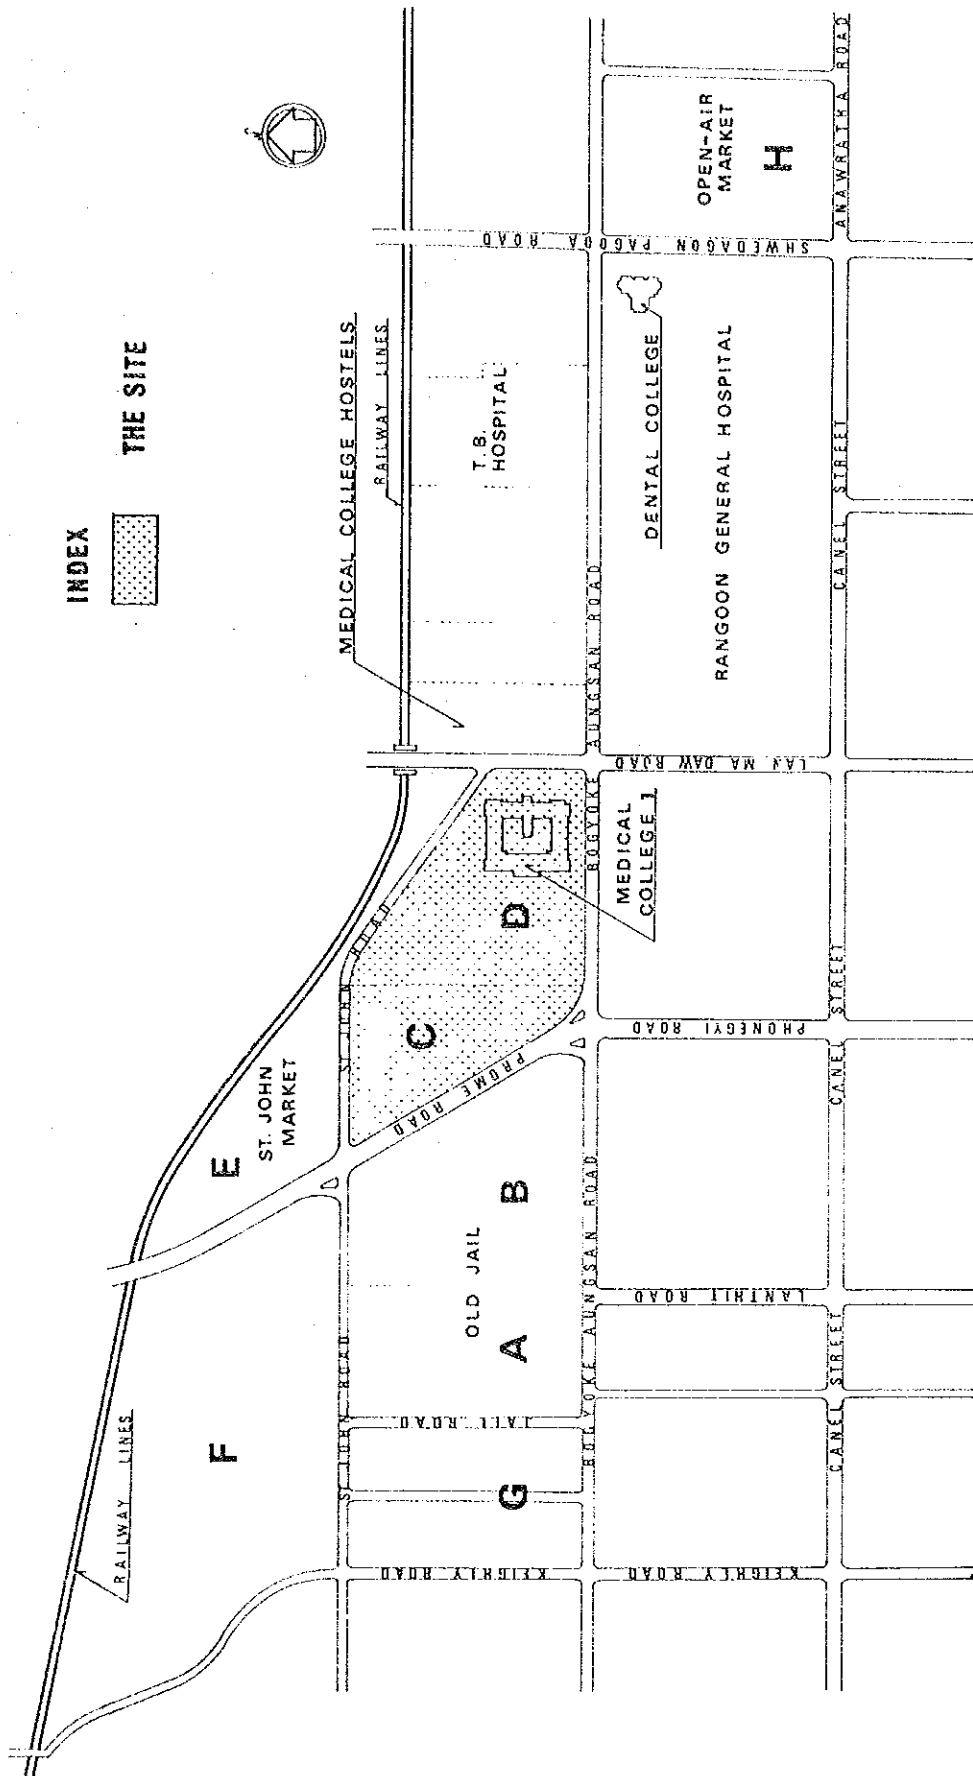 INDEX
THE SITE
RAILWAY LINES
F
E
ST. JOHN
MARKET
MEDICAL COLLEGE HOSTELS
RAILWAY LINES
ST. JOHN ROAD
ST. JOHN ROAD
C
D
PROME ROAD
OLD JAIL
A
B
G
JAIL ROAD
KEIGHLY ROAD
T.B.
HOSPITAL
SHWEDAGON PAGODA ROAD
BOGYOKE AUNGSAN ROAD
BOGYOKE AUNGSAN ROAD
KEIGHLEY ROAD
LANTHIT ROAD
PHONEGYI ROAD
MEDICAL
COLLEGE 1
LAN MA DAW ROAD
DENTAL COLLEGE
RANGOON GENERAL HOSPITAL
OPEN-AIR
MARKET
H
CANEL STREET
CANEL STREET
CANEL STREET
ANAWRATHA ROAD